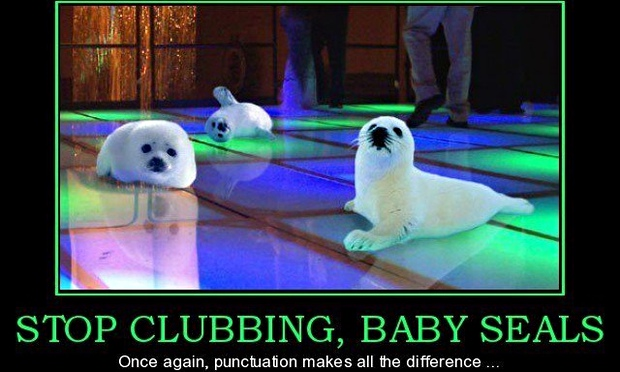 STOP CLUBBING, BABY SEALS
Once again, punctuation makes all the difference ...